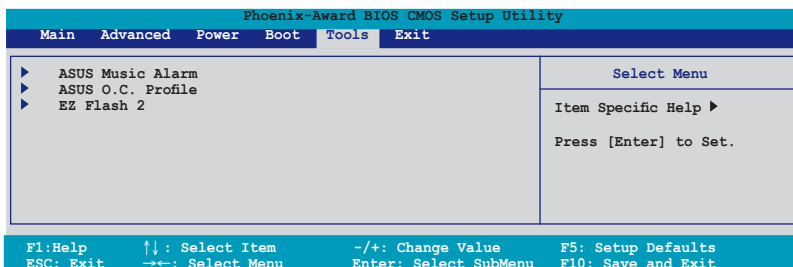 Phoenix-Award BIOS CMOS Setup Utility
Main Advanced Power Boot Tools Exit
ASUS Music Alarm
ASUS O.C. Profile
EZ Flash 2
Select Menu
Item Specific Help
Press [Enter] to Set.
F1:Help ↑↓: Select Item -/+: Change Value F5: Setup Defaults
ESC: Exit →←: Select Menu Enter: Select SubMenu F10: Save and Exit